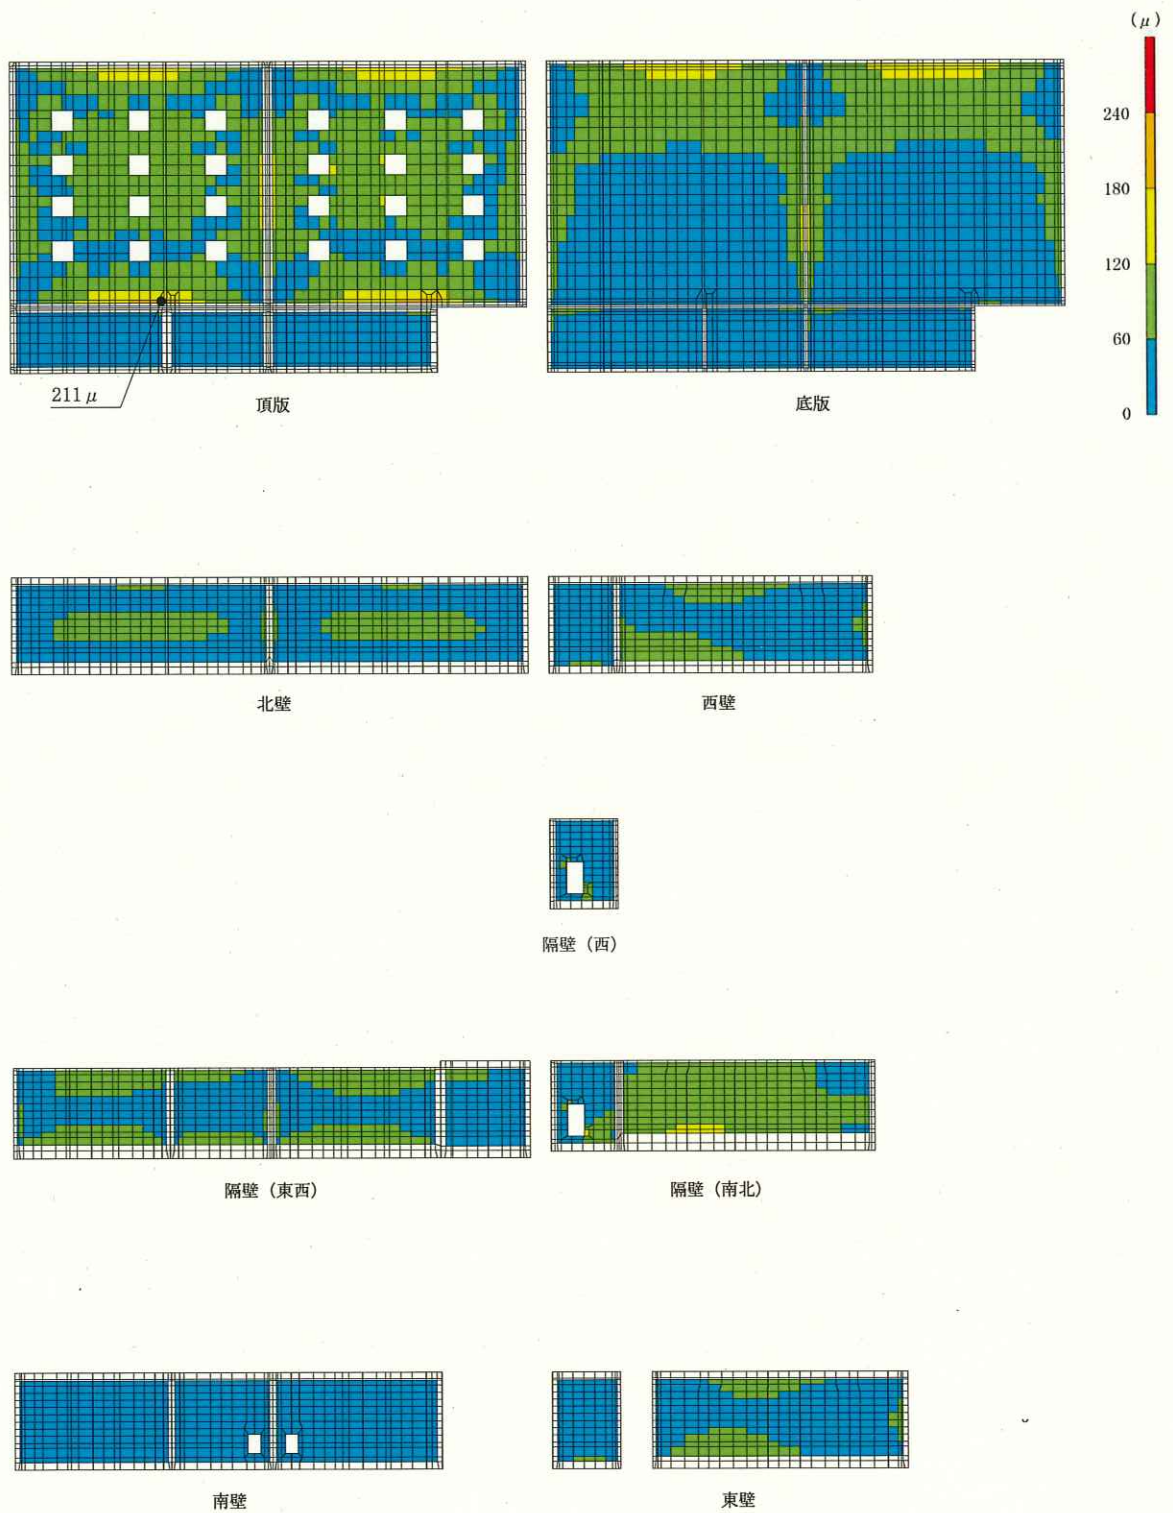 (μ)
240
180
120
60
0
211μ
頂版
底版
北壁
西壁
隔壁（西）
隔壁（東西）
隔壁（南北）
南壁
東壁